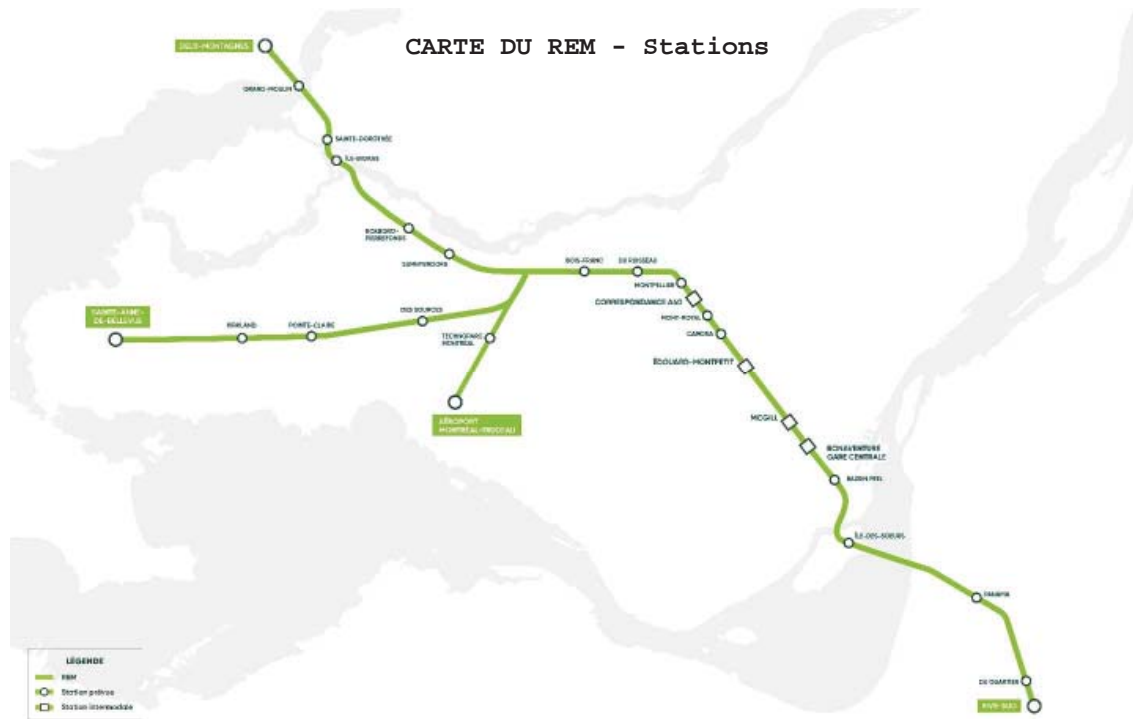 CARTE DU REM - Stations
DEUX-MONTAGNES
GRAND-MOULIN
SAINTE-DOROTHÉE
ÎLE-BIGRAS
ROXBORO-
PIERREFONDS
SUNNYBROOKE
BOIS-FRANC
DU RUISSEAU
MONTPELLIER
CORRESPONDANCE A40
MONT-ROYAL
CANORA
ÉDOUARD-MONTPETIT
MCGILL
BONAVENTURE
GARE CENTRALE
BASSIN PEEL
ÎLE-DES-SOEURS
PANAMA
DU QUARTIER
RIVE-SUD
SAINTE-ANNE-
DE-BELLEVUE
KIRKLAND
POINTE-CLAIRE
DES SOURCES
TECHNOPARC
MONTRÉAL
AÉROPORT
MONTRÉAL-TRUDEAU
LÉGENDE
REM
Station prévue
Station intermodale